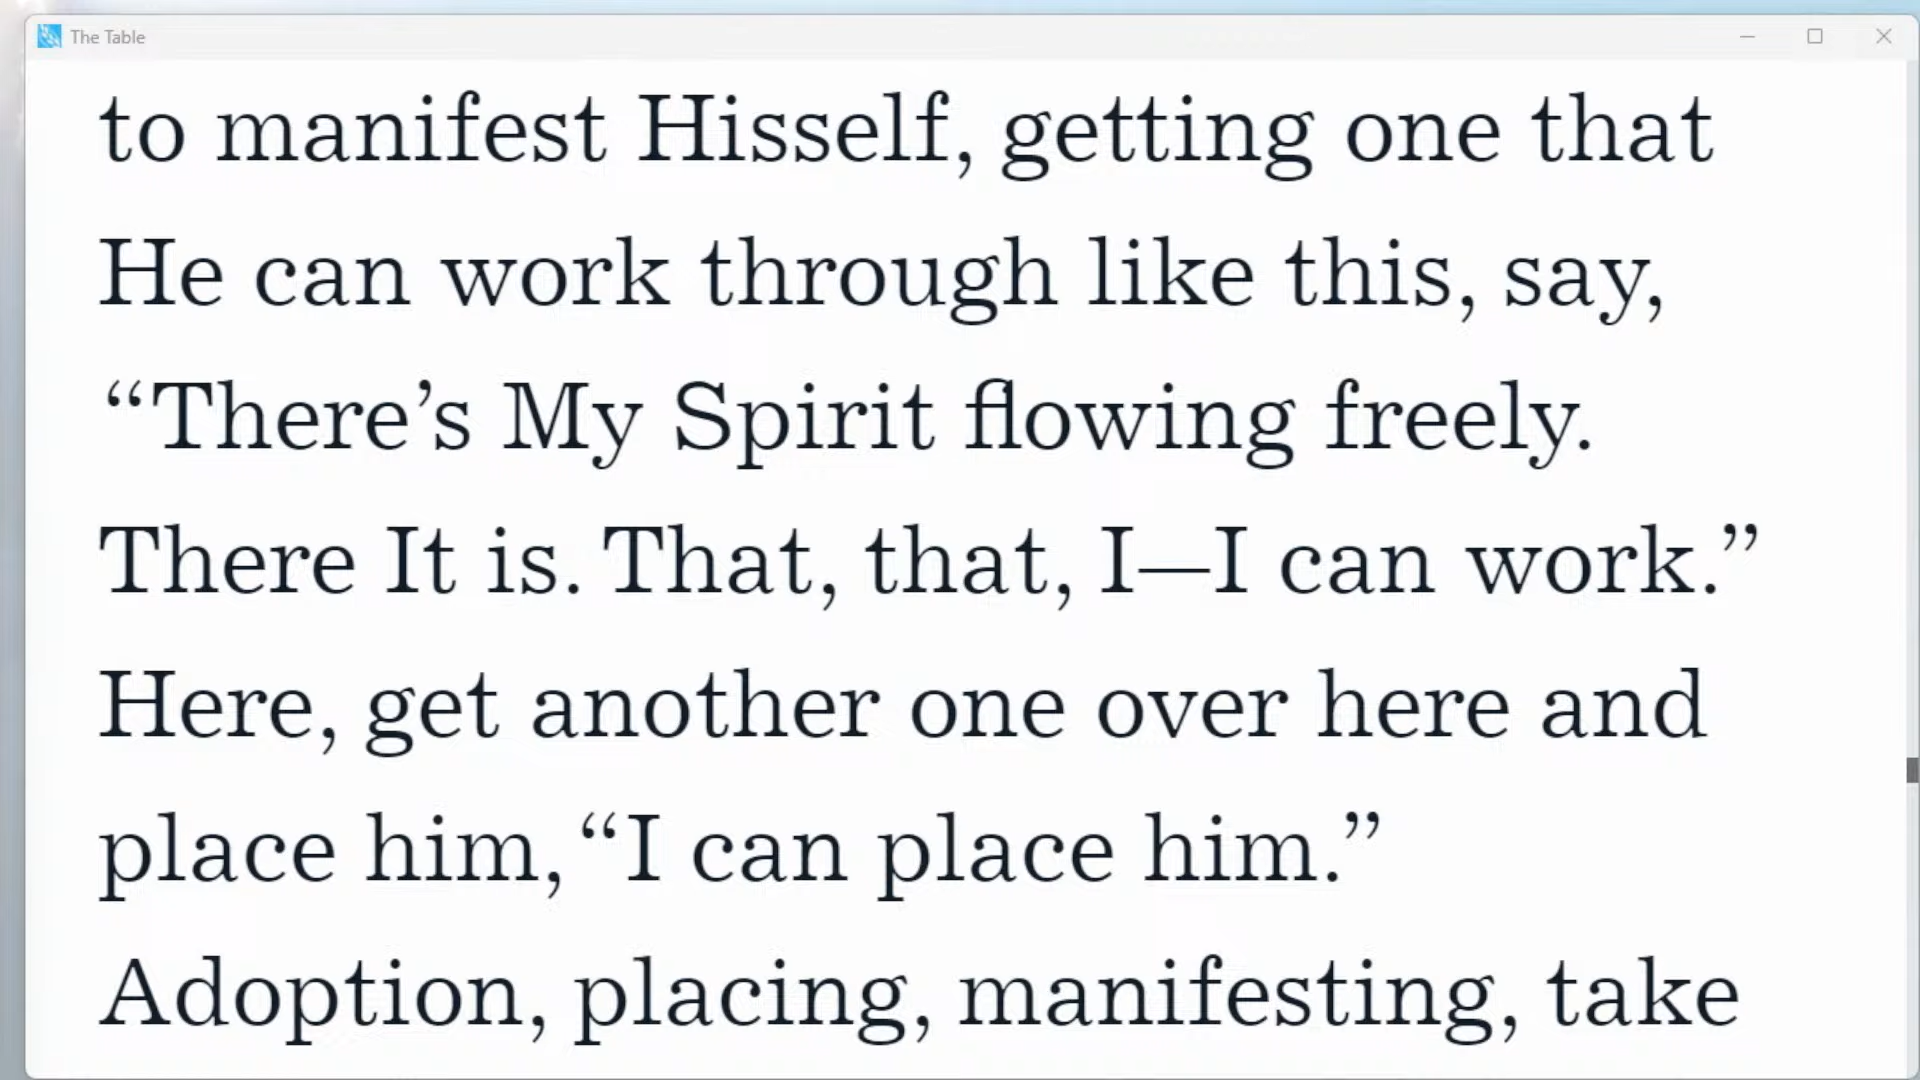 The Table
to manifest Hisself, getting one that
He can work through like this, say,
“There’s My Spirit flowing freely.
There It is. That, that, I—I can work.”
Here, get another one over here and
place him, “I can place him.”
Adoption, placing, manifesting, take